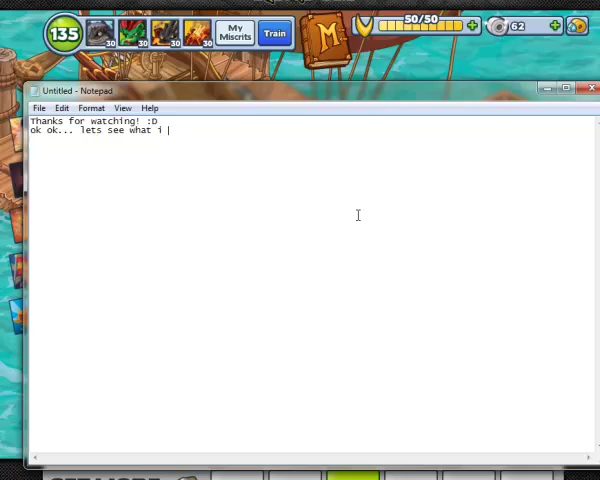 135
30
30
30
30
My
Miscrits
Train
M
50/50
62
Untitled - Notepad
File Edit Format View Help
Thanks for watching! :D
ok ok... lets see what i